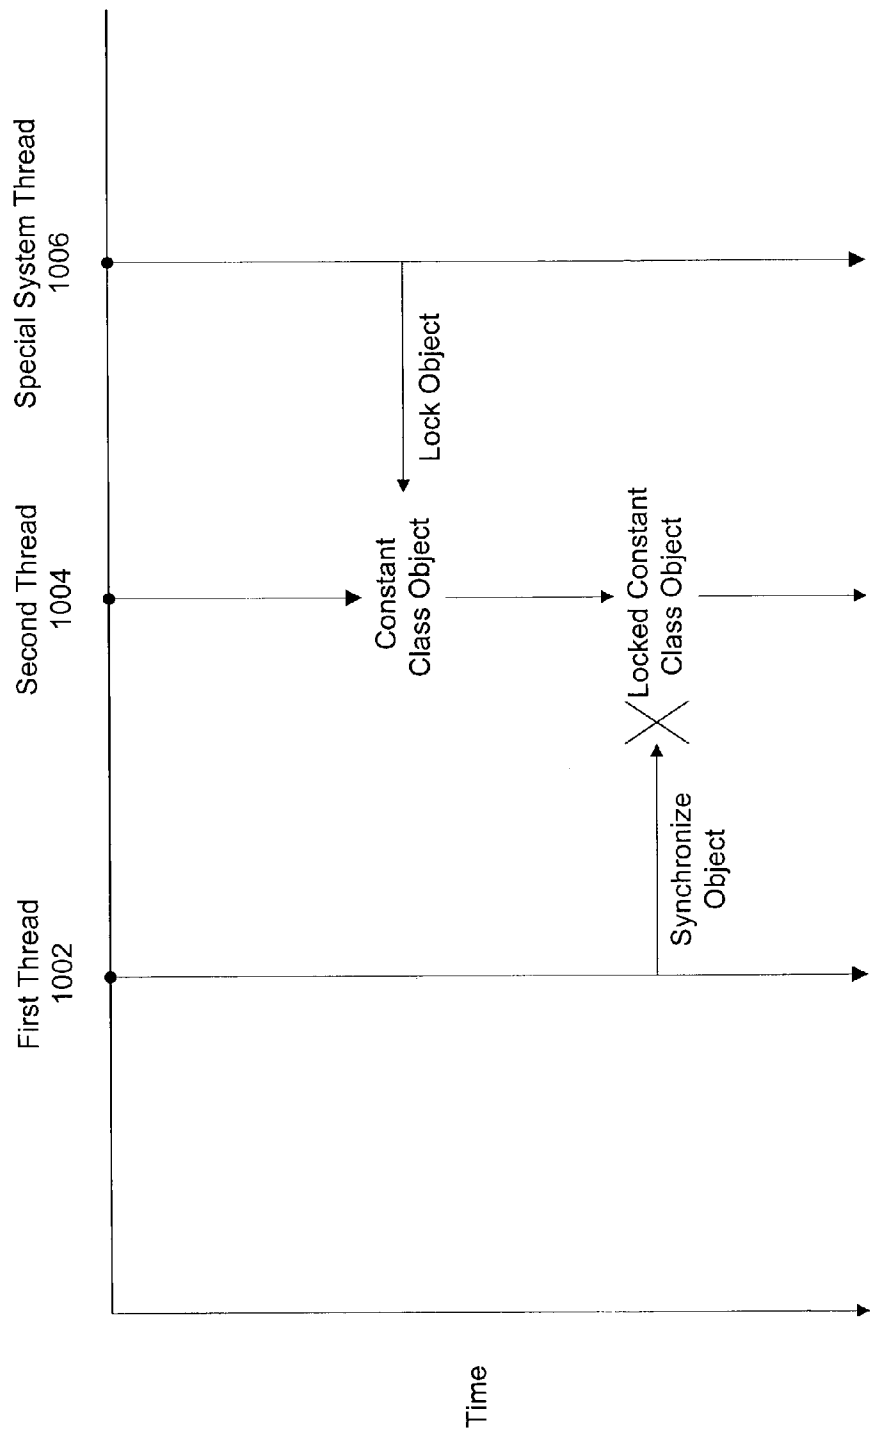 First Thread
1002
Second Thread
1004
Special System Thread
1006
Constant
Class Object
Lock Object
Locked Constant
Class Object
Synchronize
Object
Time